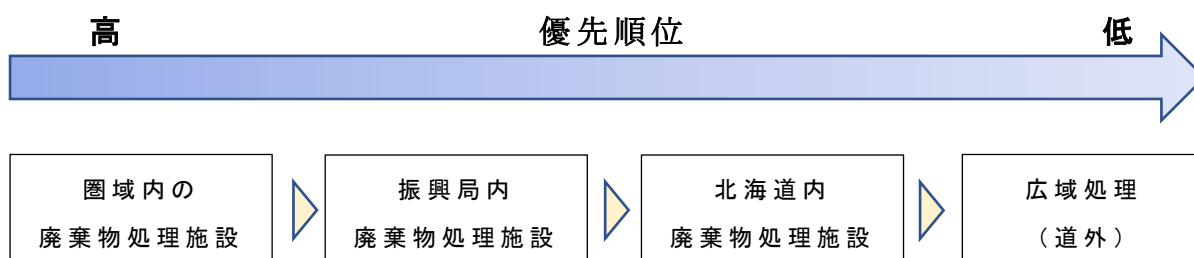 高 優先順位 低
圏域内の
廃棄物処理施設
振興局内
廃棄物処理施設
北海道内
廃棄物処理施設
広域処理
（道外）